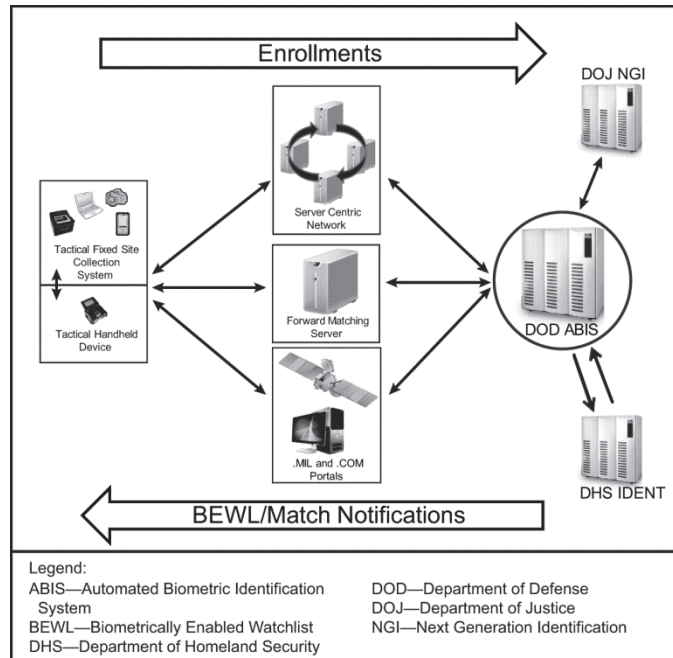 Enrollments
DOJ NGI
Server Centric
Network
Tactical Fixed Site
Collection
System
Tactical Handheld
Device
Forward Matching
Server
DOD ABIS
.MIL and .COM
Portals
DHS IDENT
BEWL/Match Notifications
Legend:
ABIS—Automated Biometric Identification
System
BEWL—Biometrically Enabled Watchlist
DHS—Department of Homeland Security
DOD—Department of Defense
DOJ—Department of Justice
NGI—Next Generation Identification